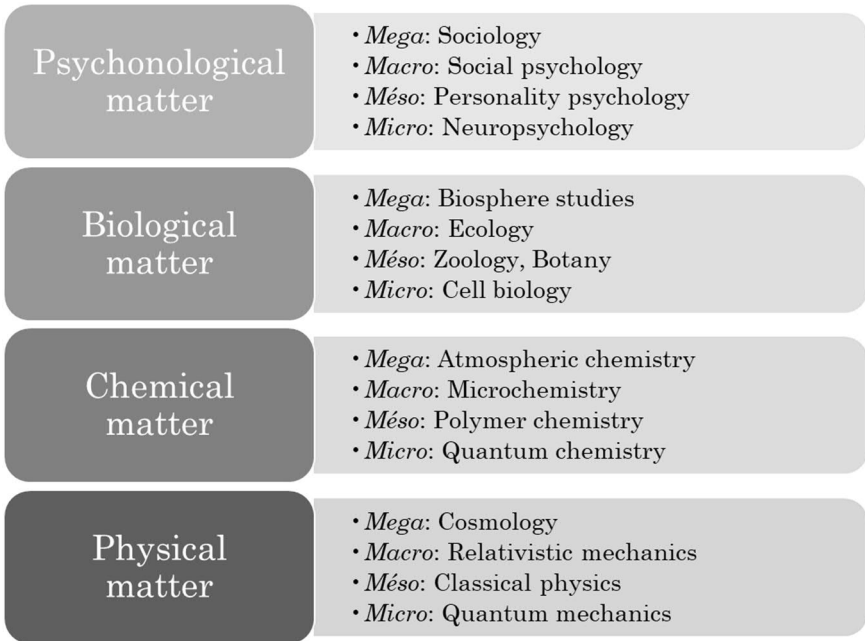 Psychonological
matter
• Mega: Sociology
• Macro: Social psychology
• Méso: Personality psychology
• Micro: Neuropsychology
Biological
matter
• Mega: Biosphere studies
• Macro: Ecology
• Méso: Zoology, Botany
• Micro: Cell biology
Chemical
matter
• Mega: Atmospheric chemistry
• Macro: Microchemistry
• Méso: Polymer chemistry
• Micro: Quantum chemistry
Physical
matter
• Mega: Cosmology
• Macro: Relativistic mechanics
• Méso: Classical physics
• Micro: Quantum mechanics